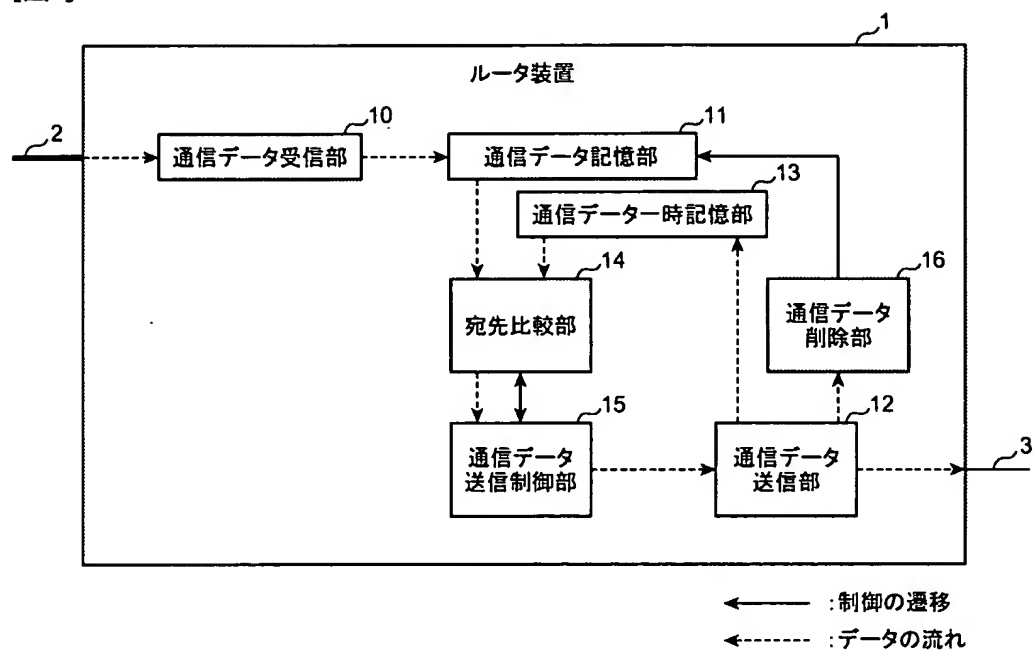 1
ルータ装置
2
10
通信データ受信部
11
通信データ記憶部
13
通信データ一時記憶部
14
宛先比較部
16
通信データ
削除部
15
通信データ
送信制御部
12
通信データ
送信部
3
:制御の遷移
:データの流れ